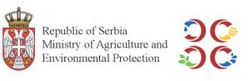 Republic of Serbia
Ministry of Agriculture and
Environmental Protection